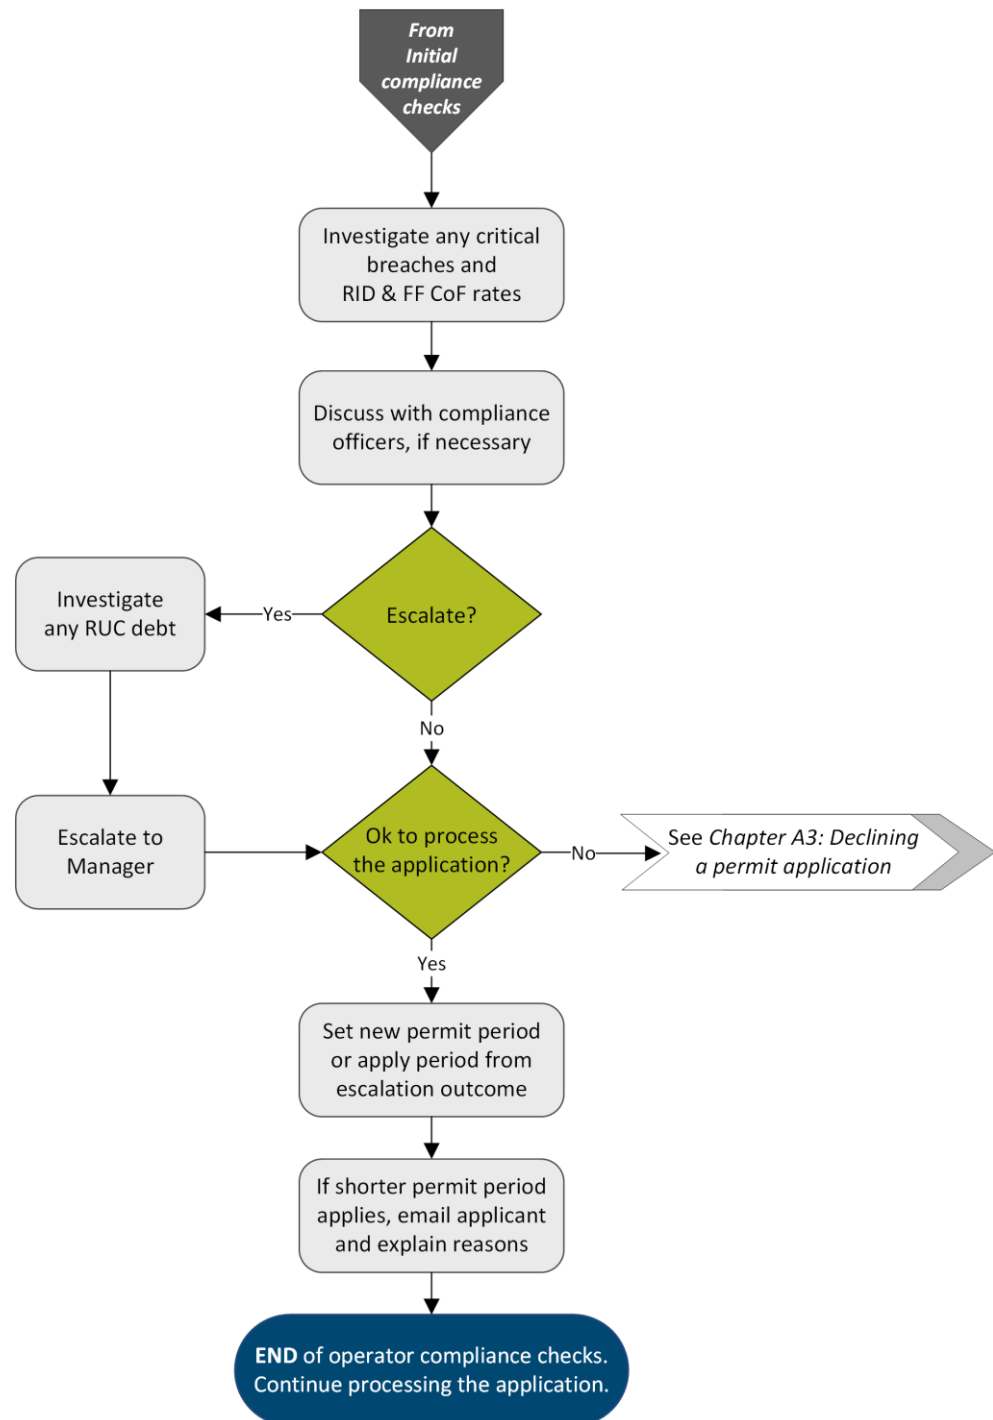 From
Initial
compliance
checks
Investigate any critical
breaches and
RID & FF CoF rates
Discuss with compliance
officers, if necessary
Escalate?
Yes
Investigate
any RUC debt
No
Escalate to
Manager
Ok to process
the application?
No
See Chapter A3: Declining
a permit application
Yes
Set new permit period
or apply period from
escalation outcome
If shorter permit period
applies, email applicant
and explain reasons
END of operator compliance checks.
Continue processing the application.